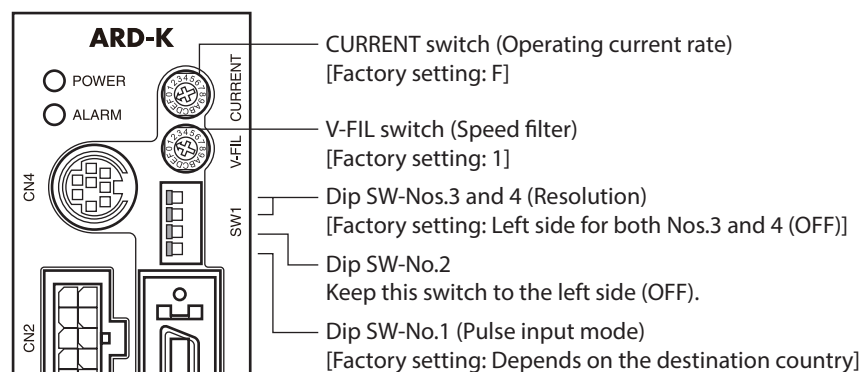 ARD-K
POWER
ALARM
CURRENT
V-FIL
SW1
CN4
CN2
0123456789ABCDEF
0123456789ABCDEF
CURRENT switch (Operating current rate)
[Factory setting: F]
V-FIL switch (Speed filter)
[Factory setting: 1]
Dip SW-Nos.3 and 4 (Resolution)
[Factory setting: Left side for both Nos.3 and 4 (OFF)]
Dip SW-No.2
Keep this switch to the left side (OFF).
Dip SW-No.1 (Pulse input mode)
[Factory setting: Depends on the destination country]